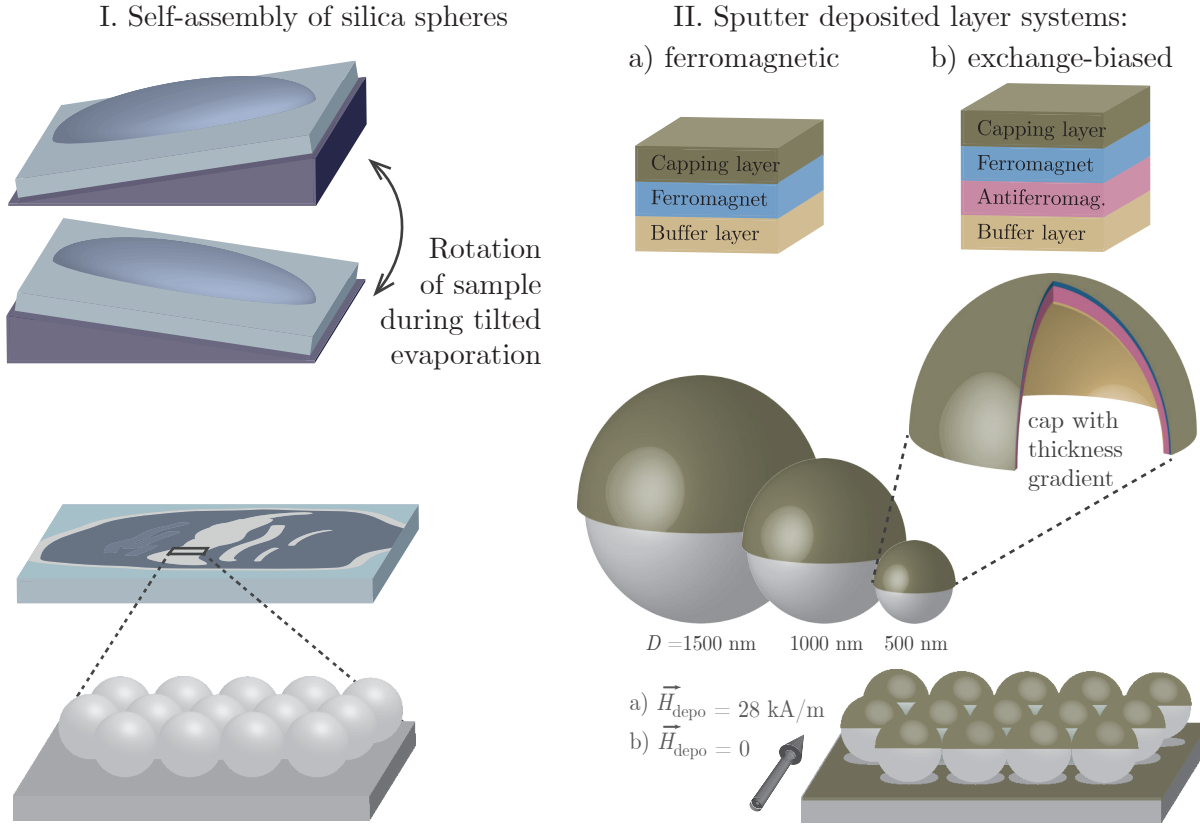 I. Self-assembly of silica spheres
Rotation
of sample
during tilted
evaporation
II. Sputter deposited layer systems:
a) ferromagnetic
Capping layer
Ferromagnet
Buffer layer
b) exchange-biased
Capping layer
Ferromagnet
Antiferromag.
Buffer layer
cap with
thickness
gradient
D =1500 nm
1000 nm
500 nm
a) H⃗depo = 28 kA/m
b) H⃗depo = 0